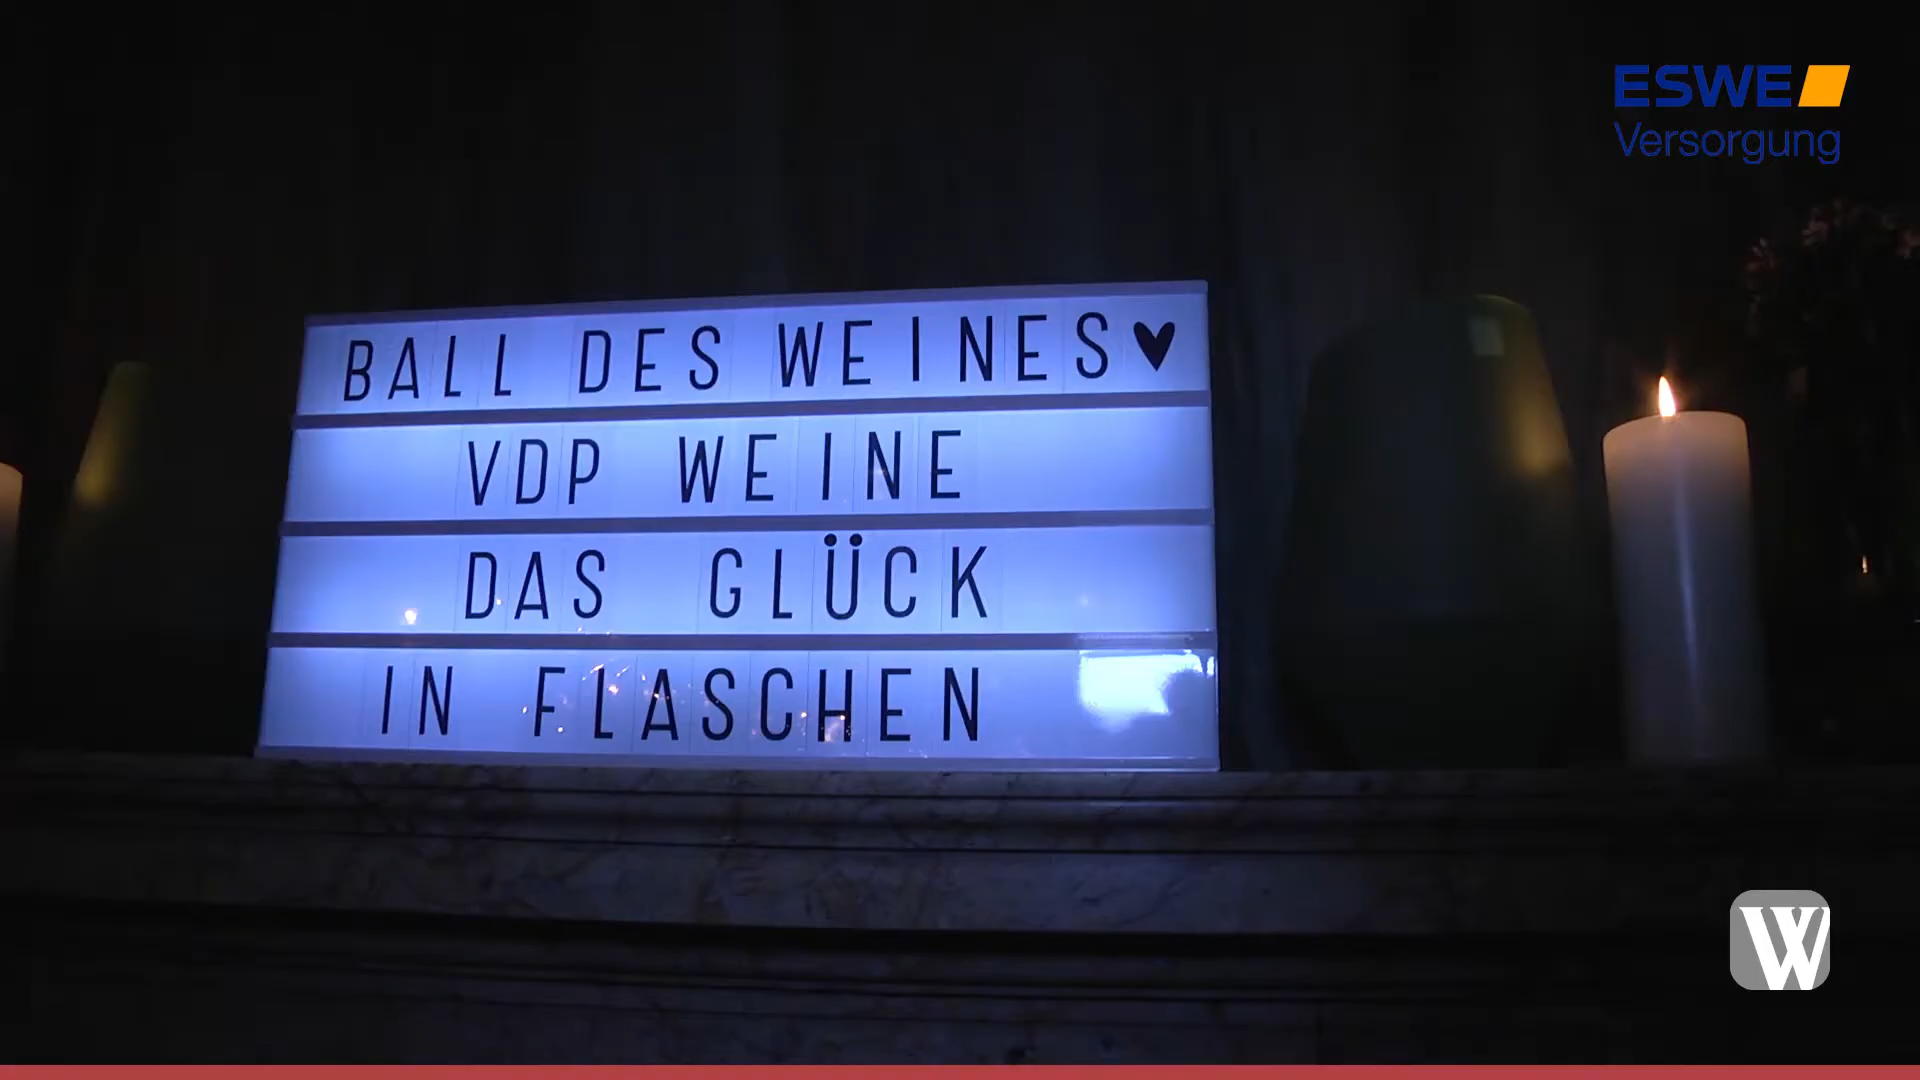 ESWE
Versorgung
BALL DES WEINES♥
VDP WEINE
DAS GLÜCK
IN FLASCHEN
W